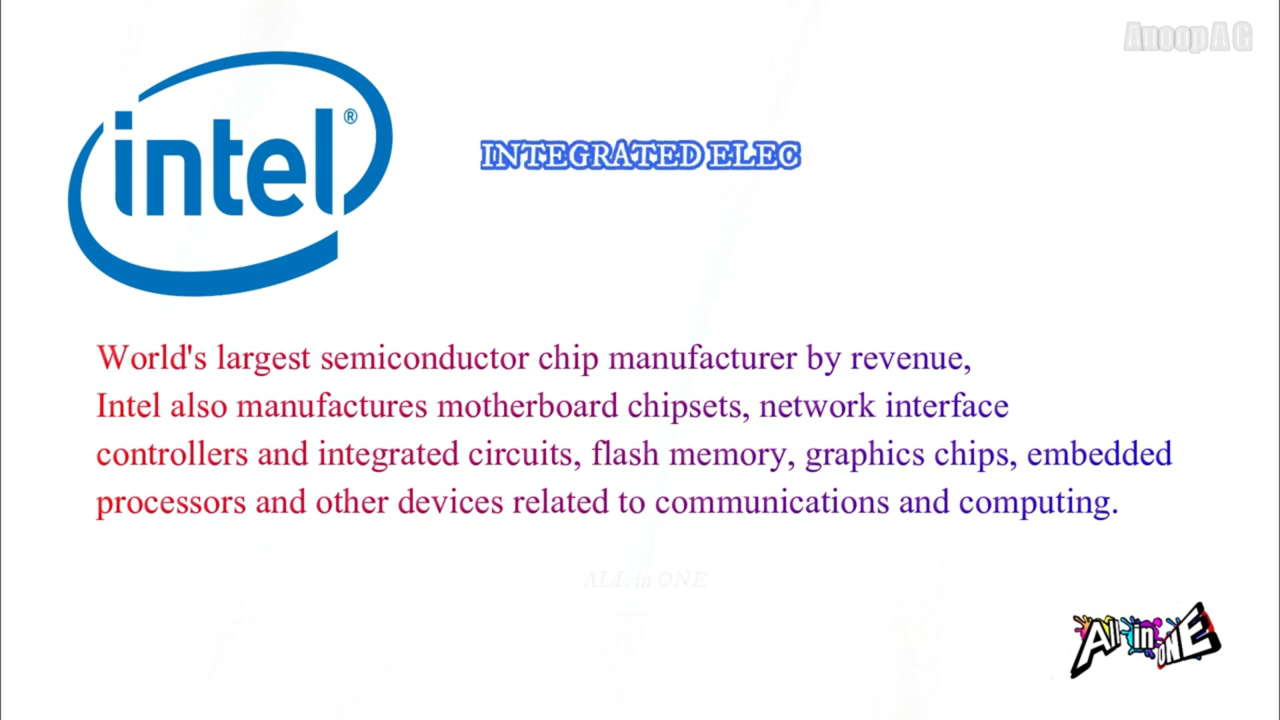 Anoop A G
intel®
INTEGRATED ELEC
World's largest semiconductor chip manufacturer by revenue,
Intel also manufactures motherboard chipsets, network interface
controllers and integrated circuits, flash memory, graphics chips, embedded
processors and other devices related to communications and computing.
ALL in ONE
All in ONE